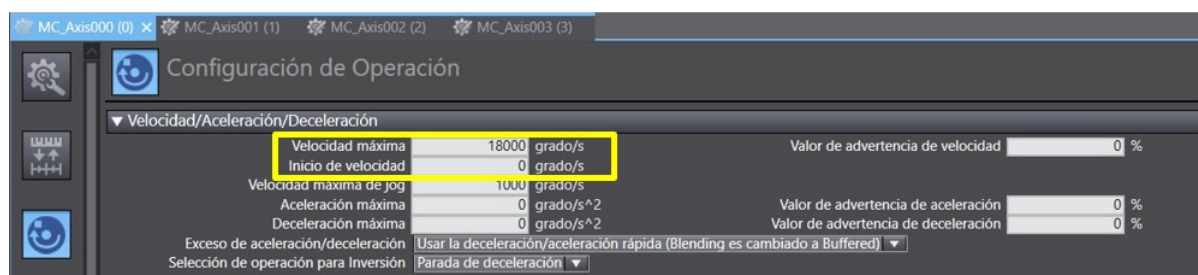 MC_Axis000 (0) × MC_Axis001 (1) MC_Axis002 (2) MC_Axis003 (3)
Configuración de Operación
▼ Velocidad/Aceleración/Deceleración
Velocidad máxima 18000 grado/s Valor de advertencia de velocidad 0 %
Inicio de velocidad 0 grado/s
Velocidad máxima de jog 1000 grado/s
Aceleración máxima 0 grado/s^2 Valor de advertencia de aceleración 0 %
Deceleración máxima 0 grado/s^2 Valor de advertencia de deceleración 0 %
Exceso de aceleración/deceleración Usar la deceleración/aceleración rápida (Blending es cambiado a Buffered) ▼
Selección de operación para Inversión Parada de deceleración ▼